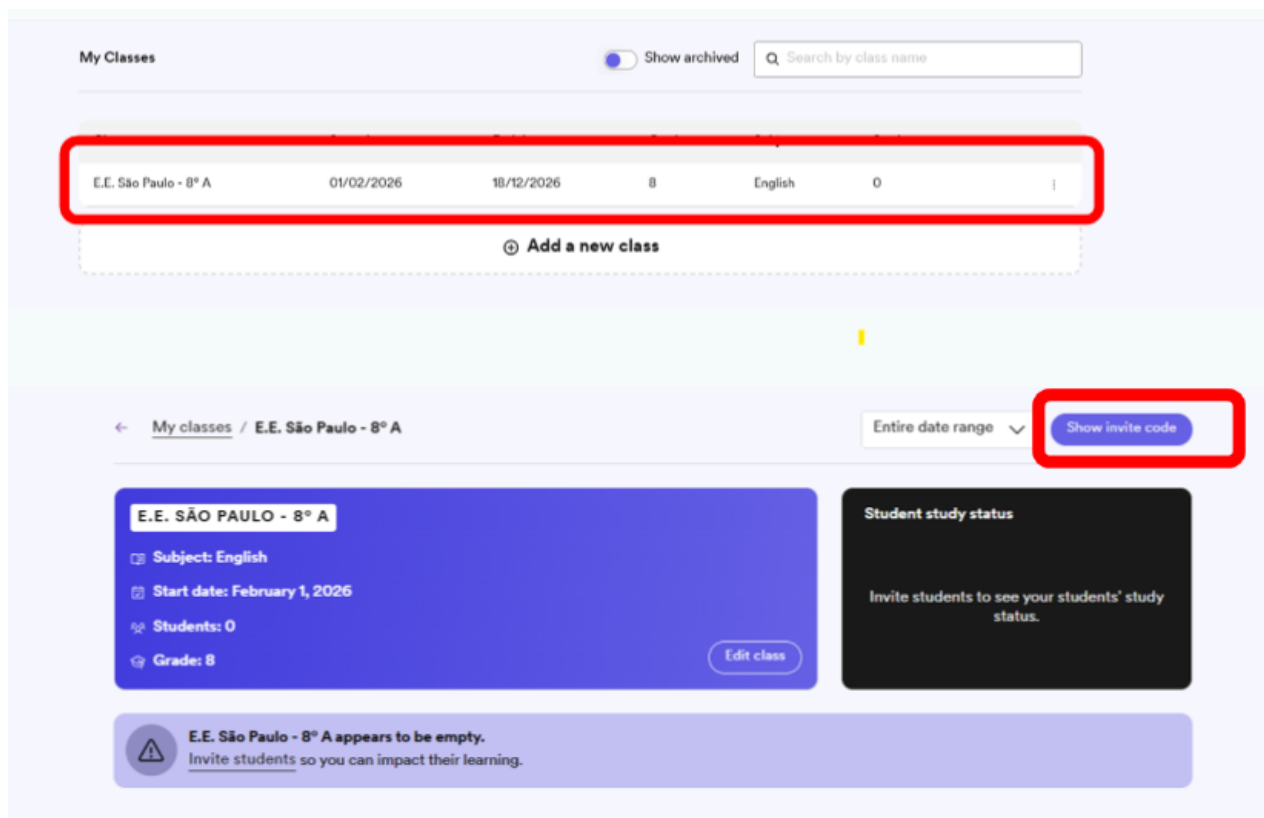 My Classes
Show archived
Search by class name
E.E. São Paulo - 8º A 01/02/2026 18/12/2026 8 English 0
Add a new class
My classes / E.E. São Paulo - 8º A
Entire date range
Show invite code
E.E. SÃO PAULO - 8º A
Subject: English
Start date: February 1, 2026
Students: 0
Grade: 8
Edit class
Student study status
Invite students to see your students' study
status.
E.E. São Paulo - 8º A appears to be empty.
Invite students so you can impact their learning.